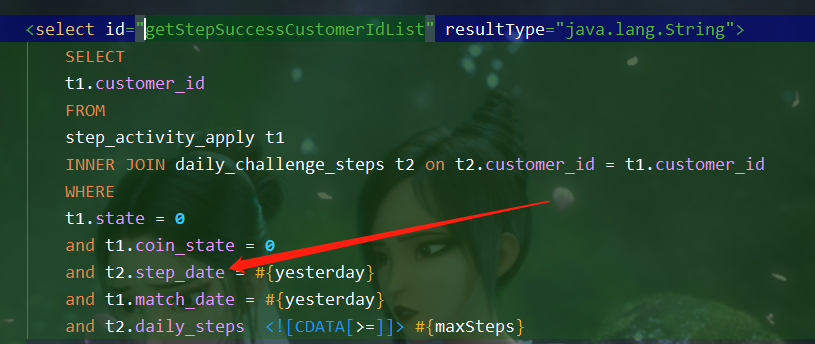 <select id="getStepSuccessCustomerIdList" resultType="java.lang.String">
SELECT
t1.customer_id
FROM
step_activity_apply t1
INNER JOIN daily_challenge_steps t2 on t2.customer_id = t1.customer_id
WHERE
t1.state = 0
and t1.coin_state = 0
and t2.step_date = #{yesterday}
and t1.match_date = #{yesterday}
and t2.daily_steps <![CDATA[>=]]> #{maxSteps}